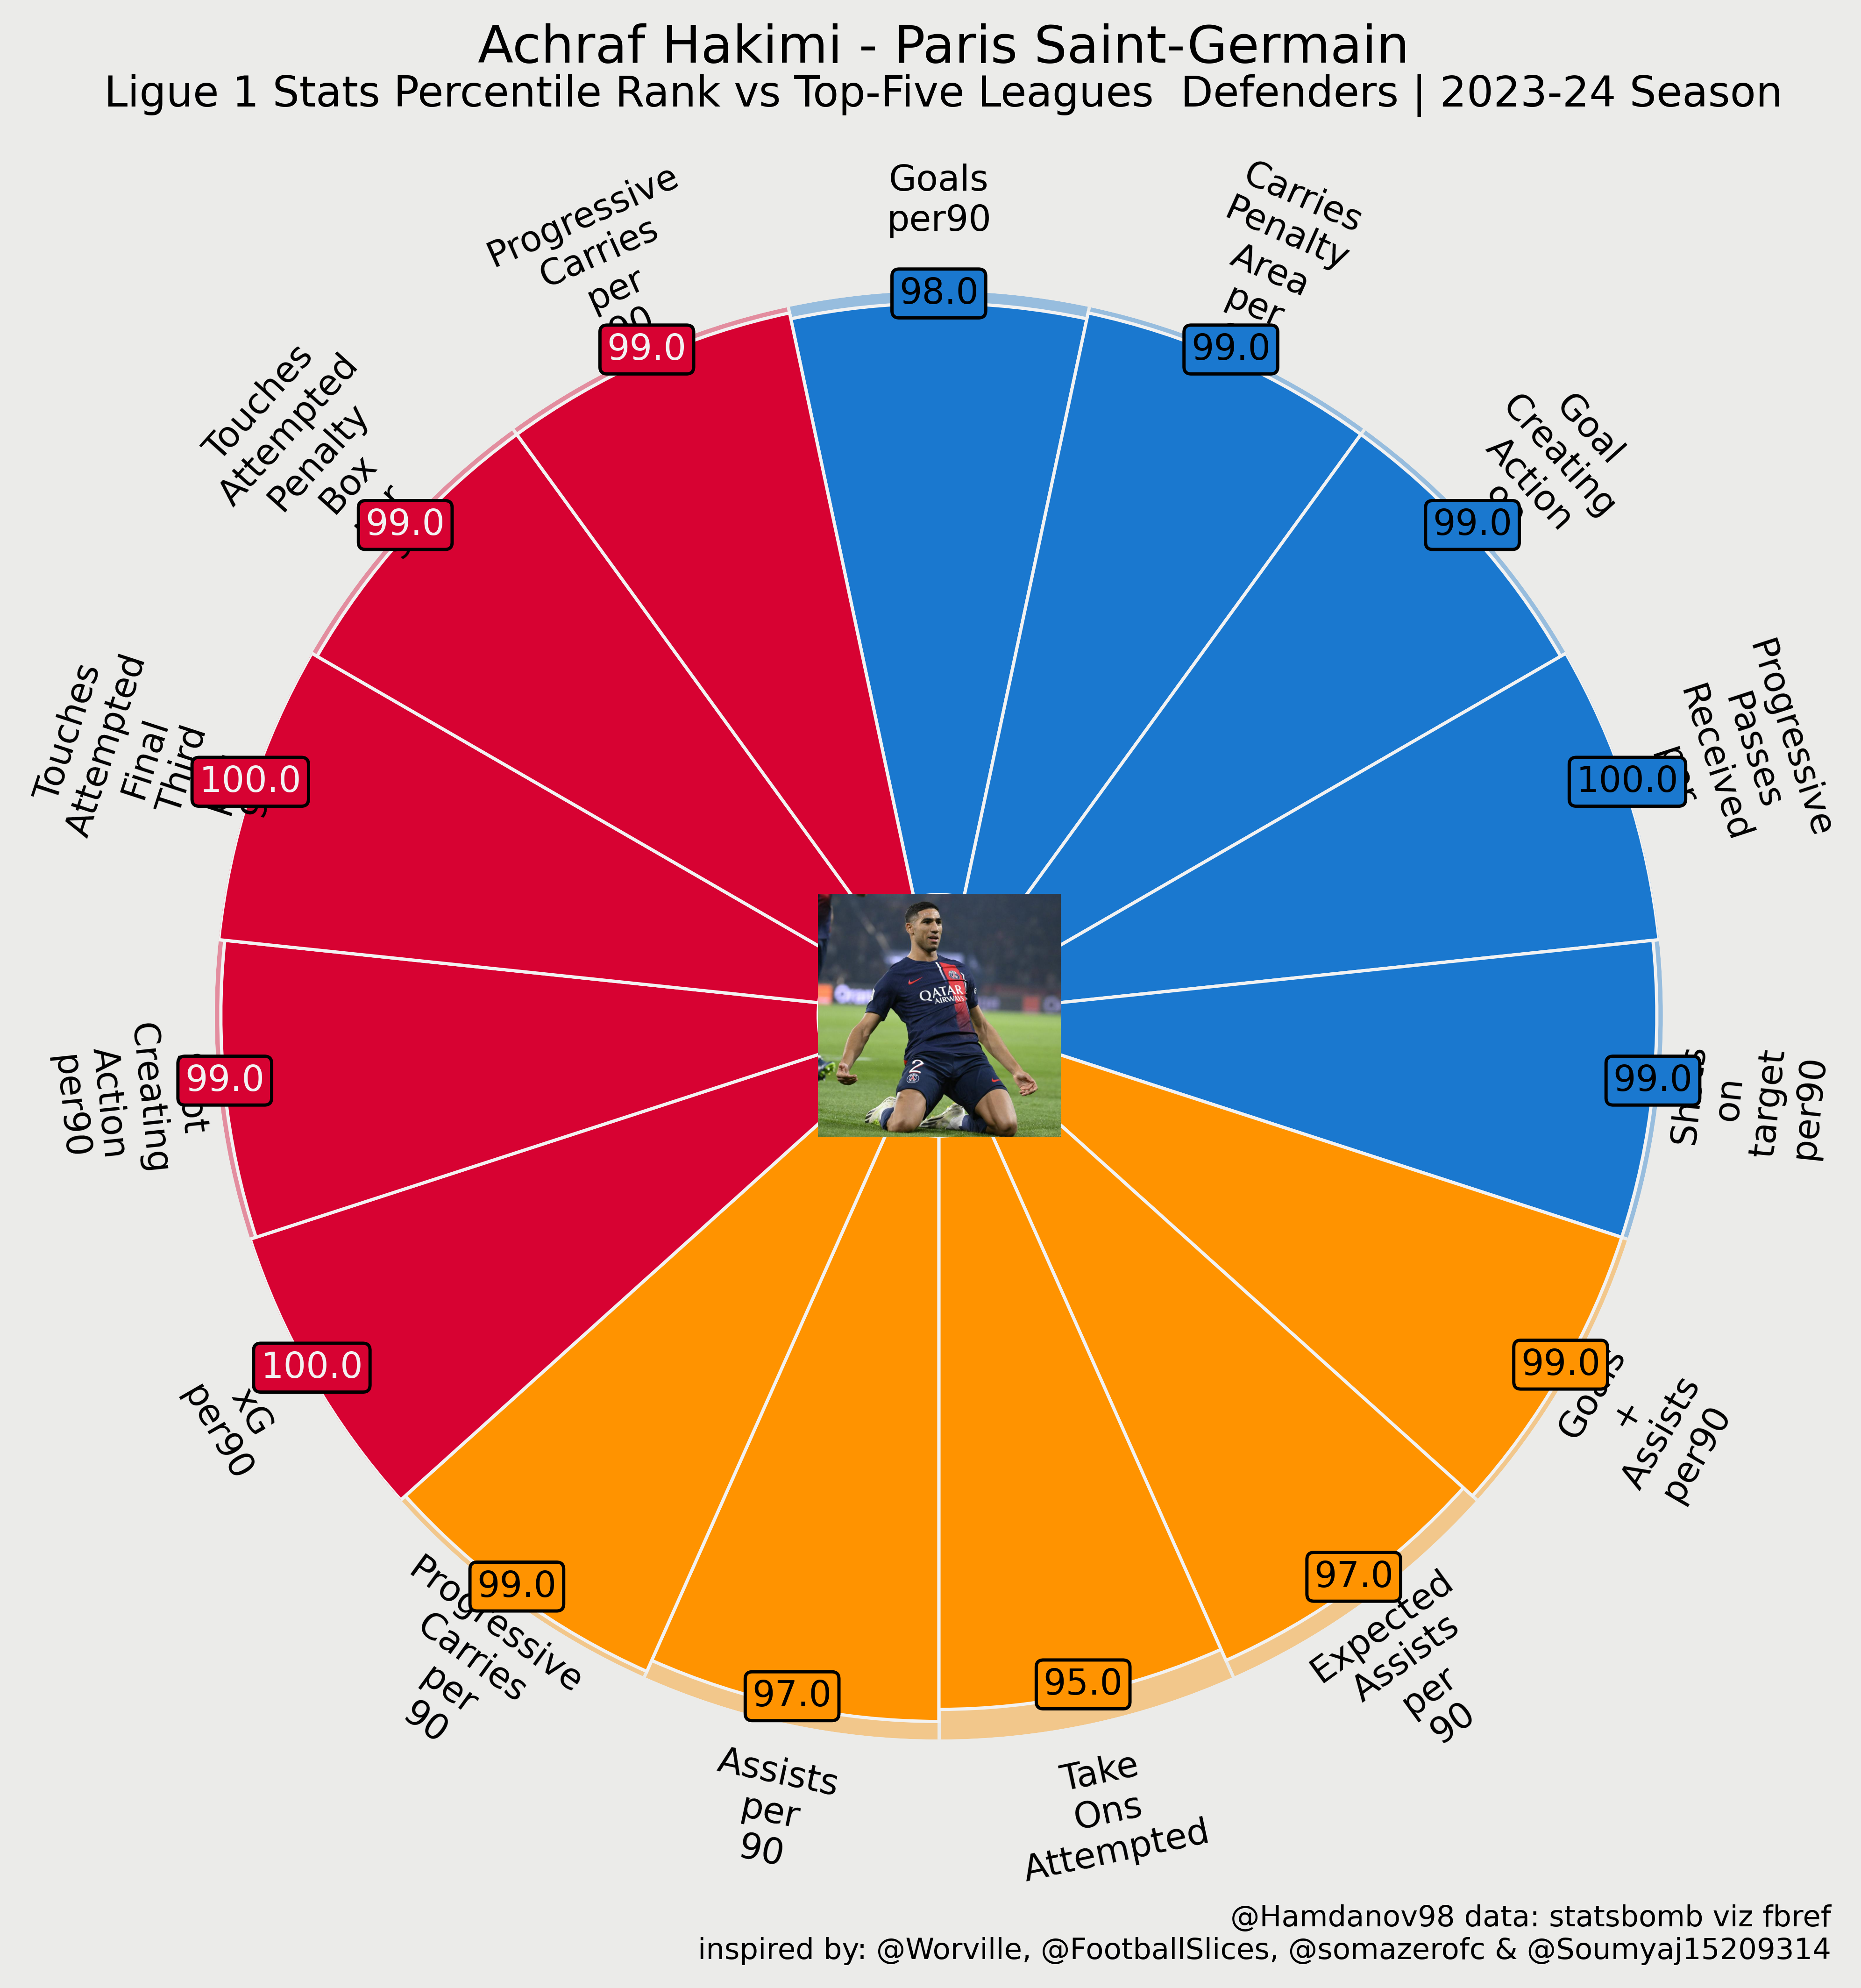 Achraf Hakimi - Paris Saint-Germain
Ligue 1 Stats Percentile Rank vs Top-Five Leagues  Defenders | 2023-24 Season
Goals
per90
98.0
Carries
Penalty
Area
per
99.0
Goal
Creating
Action
99.0
Progressive
Passes
Received
100.0
on
target
per90
99.0
+
Assists
per90
99.0
Expected
Assists
per
90
97.0
Take
Ons
Attempted
95.0
Assists
per
90
97.0
Progressive
Carries
per
90
99.0
xG
per90
100.0
Creating
Action
per90
99.0
Touches
Attempted
Final
Third
100.0
Touches
Attempted
Penalty
Box
99.0
Progressive
Carries
per
90
99.0
QATAR
AIRWAYS
2
@Hamdanov98 data: statsbomb viz fbref
inspired by: @Worville, @FootballSlices, @somazerofc & @Soumyaj15209314